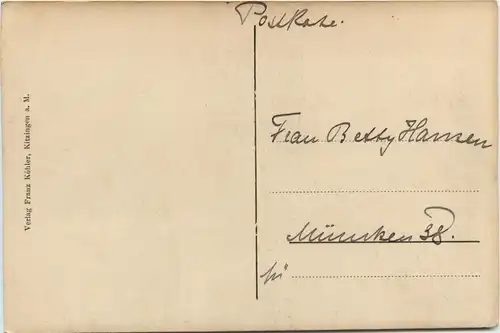 Postkarte.
Verlag Franz Köhler, Kitzingen a. M.
Frau Betty Hansen
München 38.